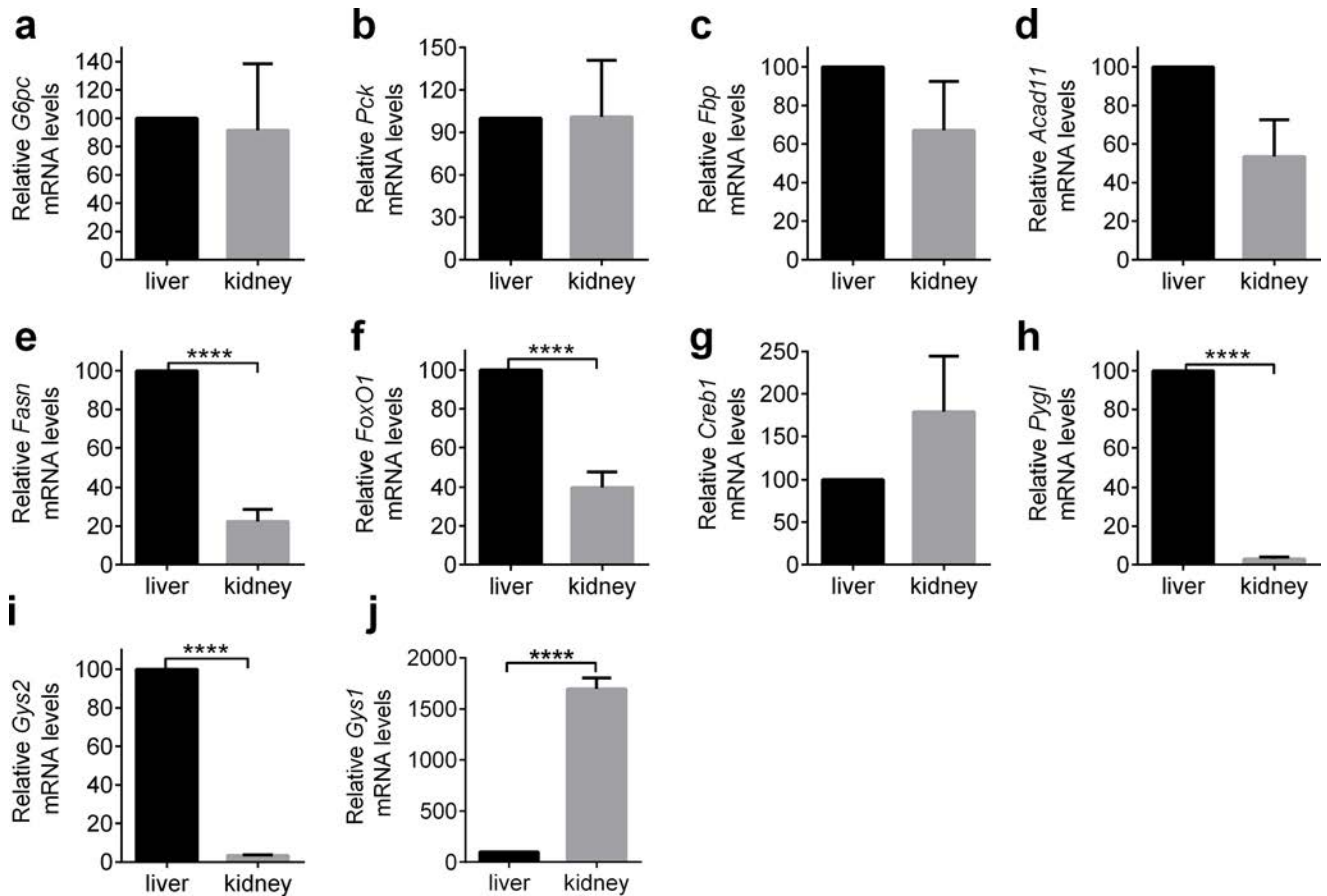 a
Relative G6pc
mRNA levels
140
120
100
80
60
40
20
0
liver kidney
b
Relative Pck
mRNA levels
150
120
90
60
30
0
liver kidney
c
Relative Fbp
mRNA levels
100
80
60
40
20
0
liver kidney
d
Relative Acad11
mRNA levels
100
80
60
40
20
0
liver kidney
e
Relative Fasn
mRNA levels
100
80
60
40
20
0
****
liver kidney
f
Relative FoxO1
mRNA levels
100
80
60
40
20
0
****
liver kidney
g
Relative Creb1
mRNA levels
250
200
150
100
50
0
liver kidney
h
Relative Pygl
mRNA levels
100
80
60
40
20
0
****
liver kidney
i
Relative Gys2
mRNA levels
100
80
60
40
20
0
****
liver kidney
j
Relative Gys1
mRNA levels
2000
1500
1000
500
0
****
liver kidney